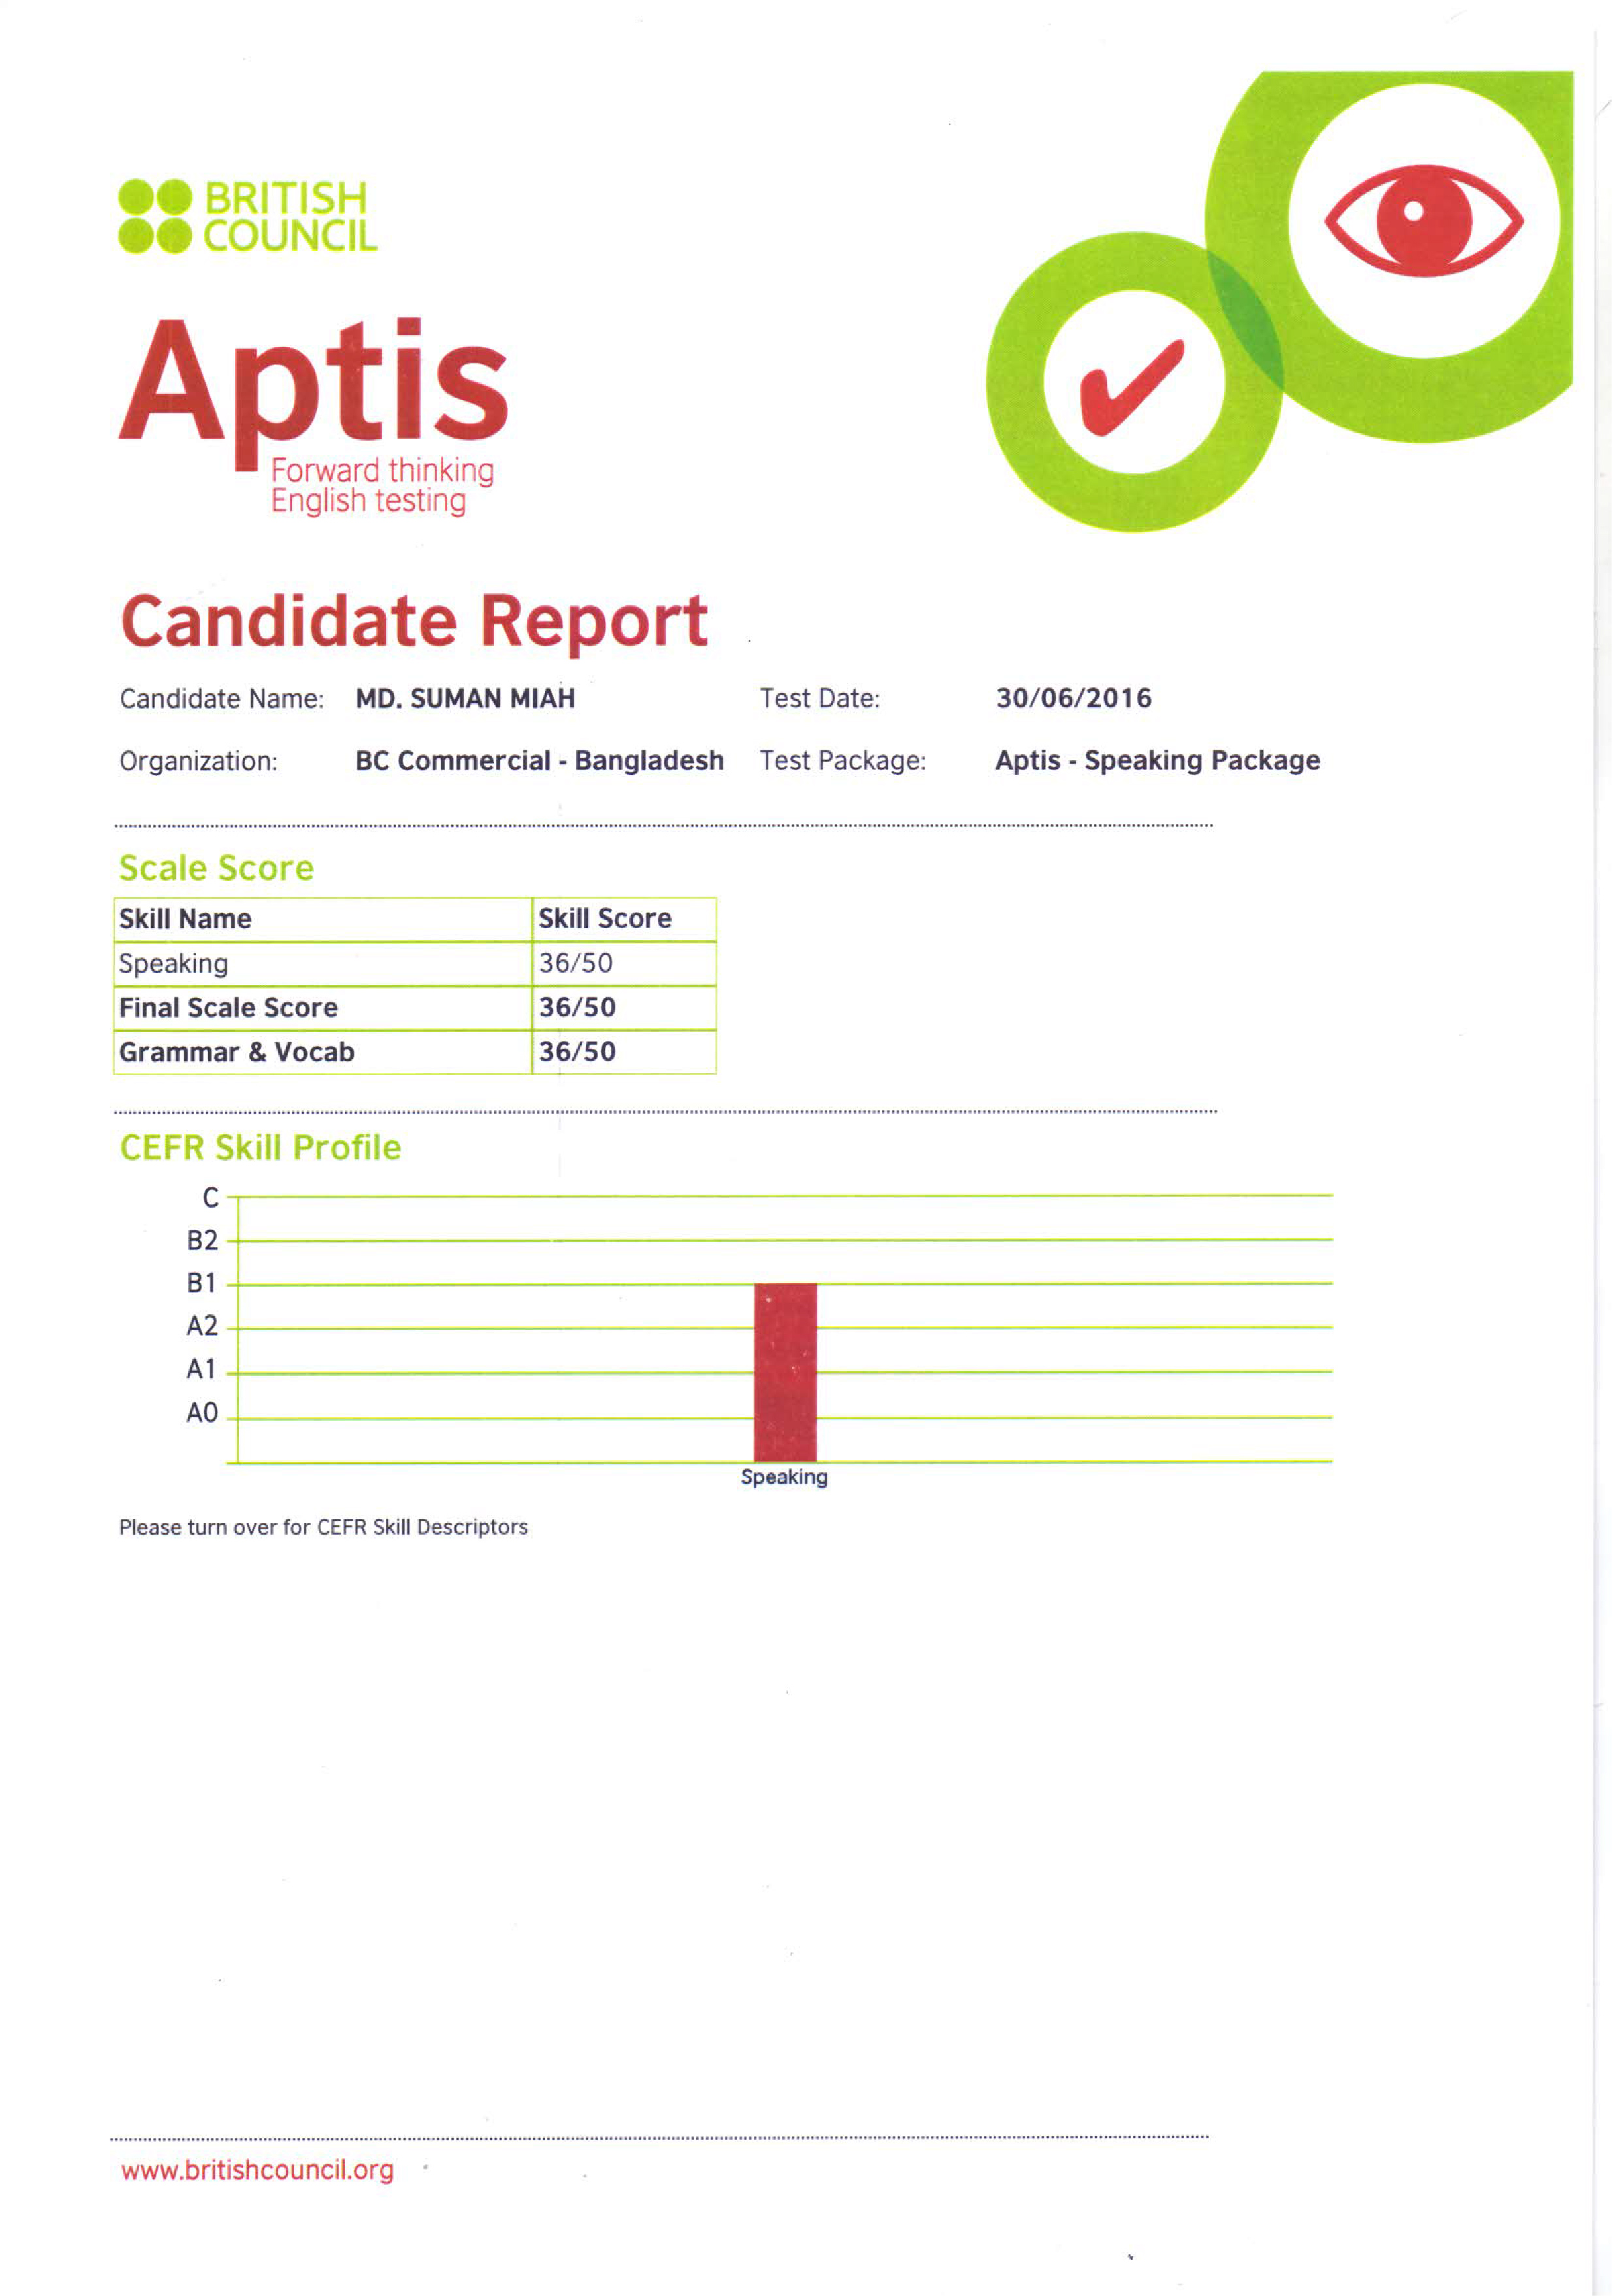 BRITISH
COUNCIL
Aptis
Forward thinking
English testing
Candidate Report
Candidate Name: MD. SUMAN MIAH Test Date: 30/06/2016
Organization: BC Commercial - Bangladesh Test Package: Aptis - Speaking Package
Scale Score
Skill Name Skill Score
Speaking 36/50
Final Scale Score 36/50
Grammar & Vocab 36/50
CEFR Skill Profile
C
B2
B1
A2
A1
A0
Speaking
Please turn over for CEFR Skill Descriptors
www.britishcouncil.org